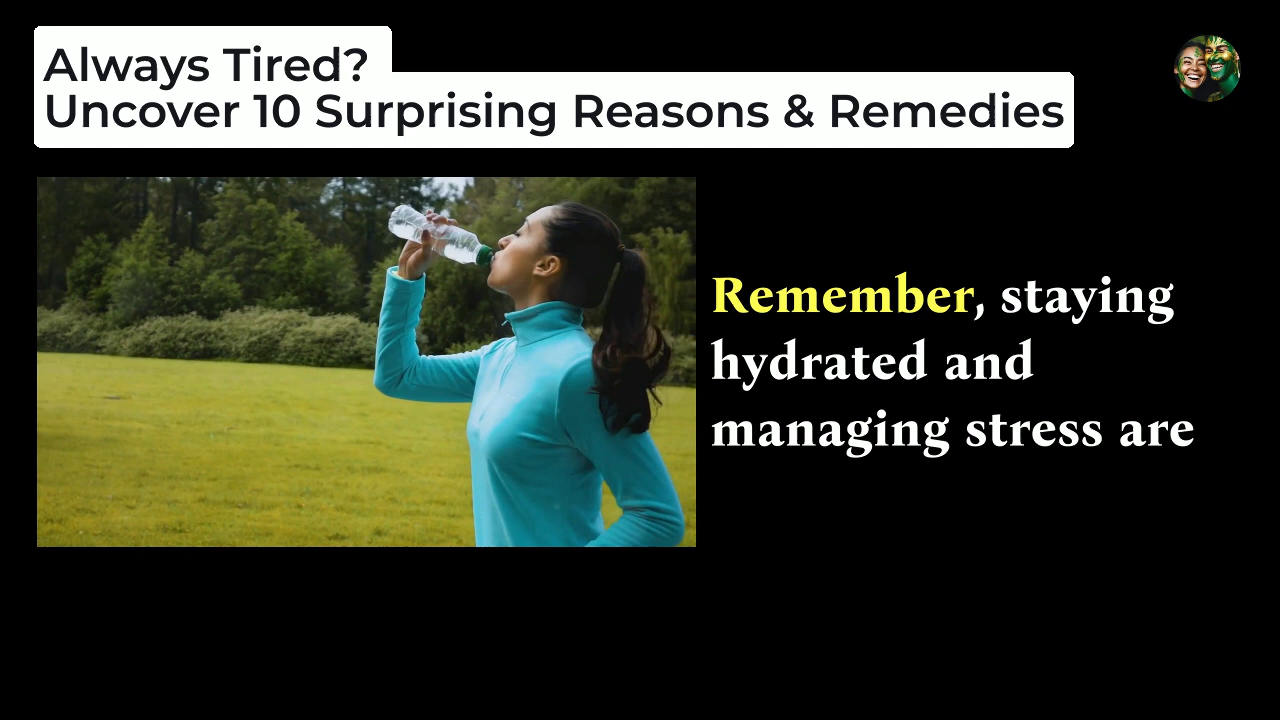 Always Tired?
Uncover 10 Surprising Reasons & Remedies
Remember, staying
hydrated and
managing stress are